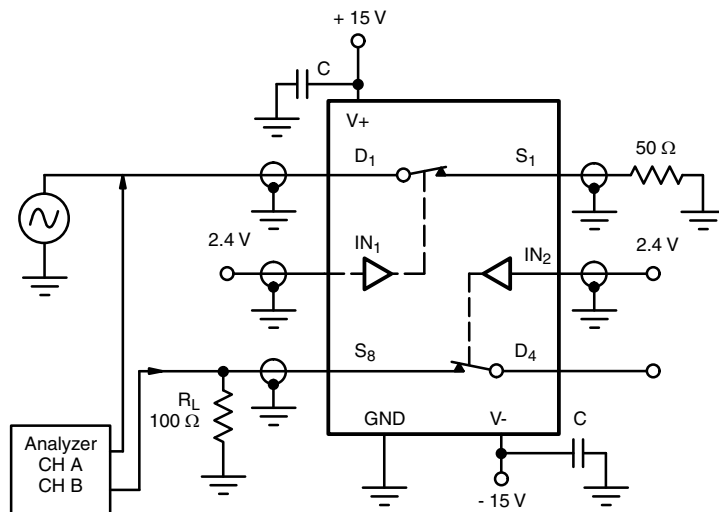 + 15 V
C
V+
D1
S1
50 Ω
2.4 V
IN1
IN2
2.4 V
S8
D4
RL
100 Ω
GND
V-
C
Analyzer
CH A
CH B
- 15 V